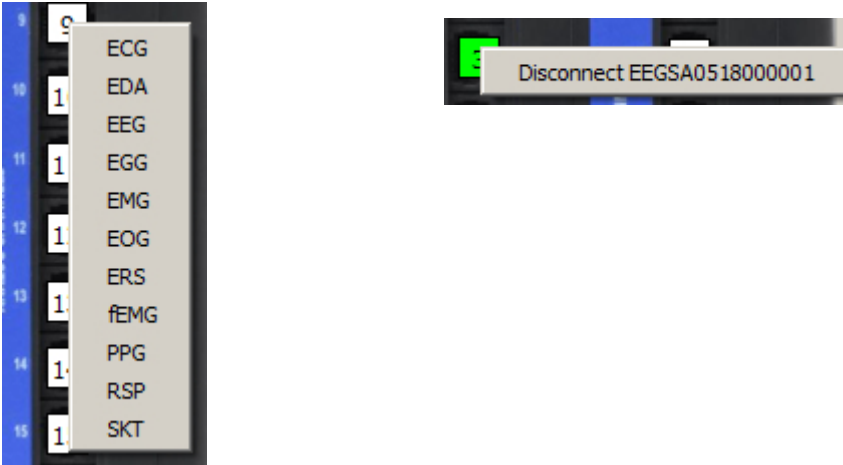 9
9
ECG
EDA
EEG
10
EGG
11
EMG
12
EOG
ERS
13
fEMG
PPG
14
RSP
15
SKT
Disconnect EEGSA0518000001